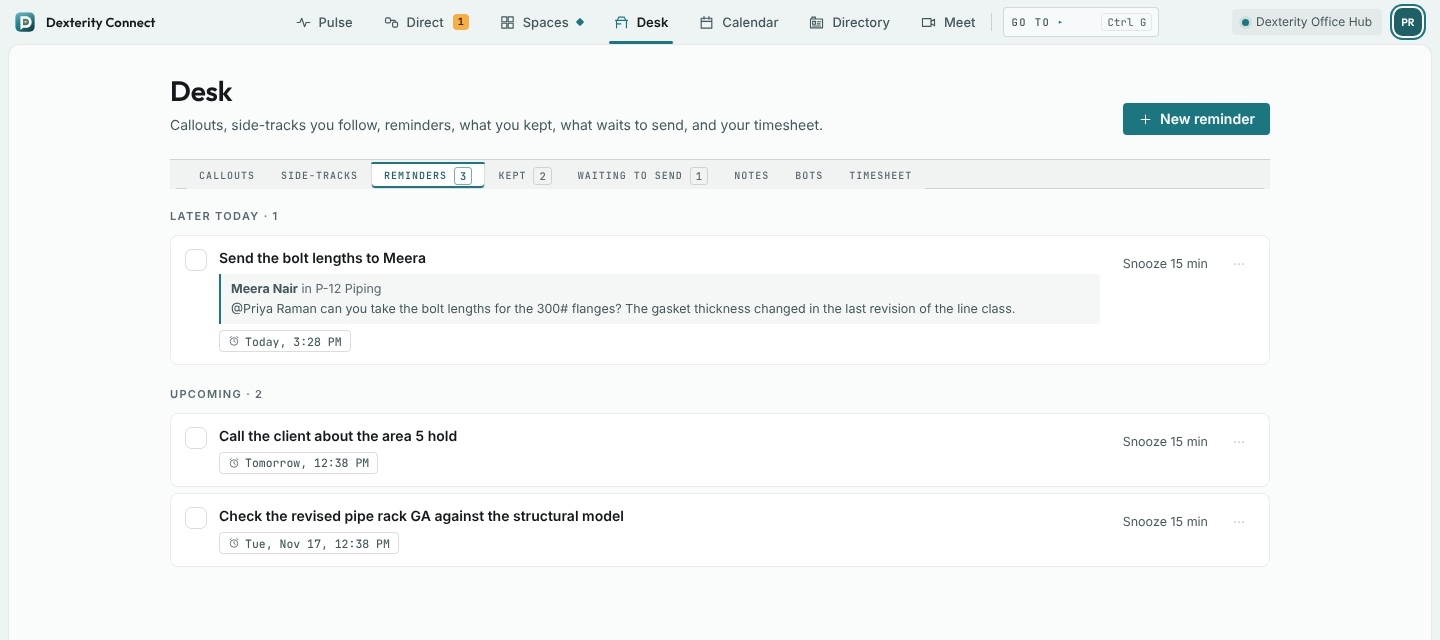 Dexterity Connect
Pulse
Direct 1
Spaces
Desk
Calendar
Directory
Meet
GO TO Ctrl G
Dexterity Office Hub
PR
Desk
Callouts, side-tracks you follow, reminders, what you kept, what waits to send, and your timesheet.
+ New reminder
CALLOUTS
SIDE-TRACKS
REMINDERS 3
KEPT 2
WAITING TO SEND 1
NOTES
BOTS
TIMESHEET
LATER TODAY · 1
Send the bolt lengths to Meera
Snooze 15 min ···
Meera Nair in P-12 Piping
@Priya Raman can you take the bolt lengths for the 300# flanges? The gasket thickness changed in the last revision of the line class.
Today, 3:28 PM
UPCOMING · 2
Call the client about the area 5 hold
Snooze 15 min ···
Tomorrow, 12:38 PM
Check the revised pipe rack GA against the structural model
Snooze 15 min ···
Tue, Nov 17, 12:38 PM